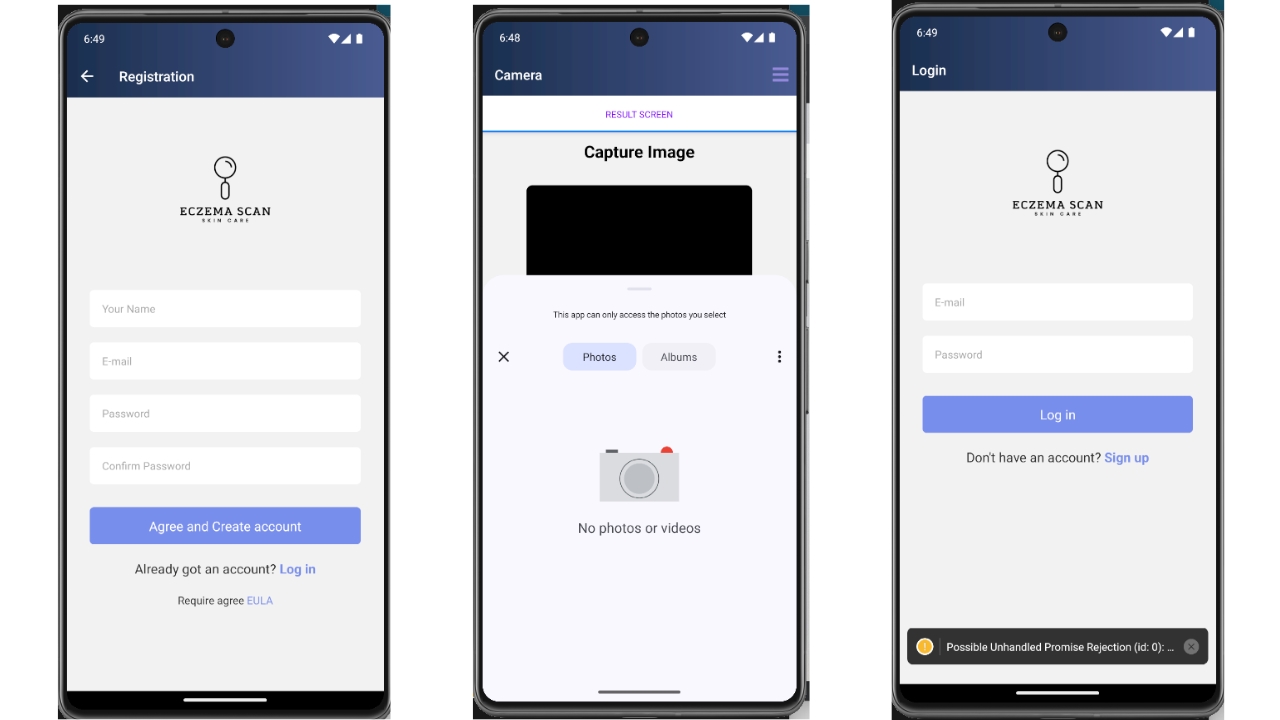 6:49
Registration
ECZEMA SCAN
SKIN CARE
Your Name
E-mail
Password
Confirm Password
Agree and Create account
Already got an account? Log in
Require agree EULA
6:48
Camera
RESULT SCREEN
Capture Image
This app can only access the photos you select
Photos
Albums
No photos or videos
6:49
Login
ECZEMA SCAN
SKIN CARE
E-mail
Password
Log in
Don't have an account? Sign up
Possible Unhandled Promise Rejection (id: 0): ...